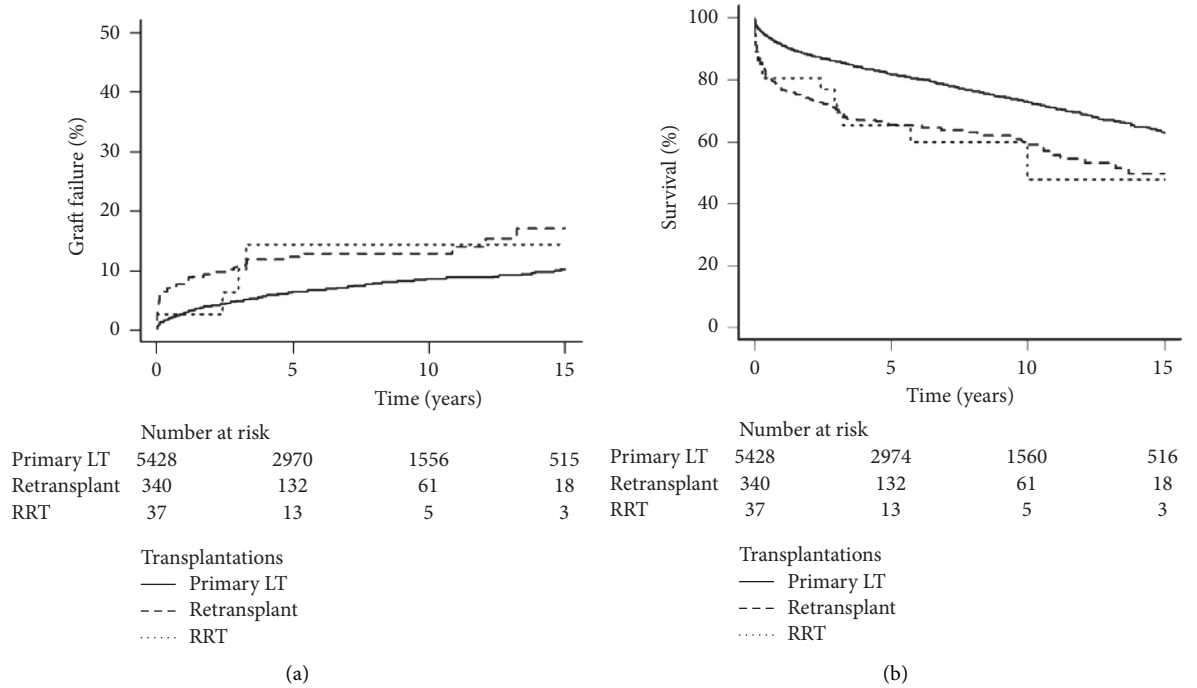 50
40
30
20
10
0
Graft failure (%)
0 5 10 15
Time (years)
Number at risk
Primary LT 5428 2970 1556 515
Retransplant 340 132 61 18
RRT 37 13 5 3
Transplantations
Primary LT
Retransplant
RRT
(a)
100
80
60
40
20
0
Survival (%)
0 5 10 15
Time (years)
Number at risk
Primary LT 5428 2974 1560 516
Retransplant 340 132 61 18
RRT 37 13 5 3
Transplantations
Primary LT
Retransplant
RRT
(b)